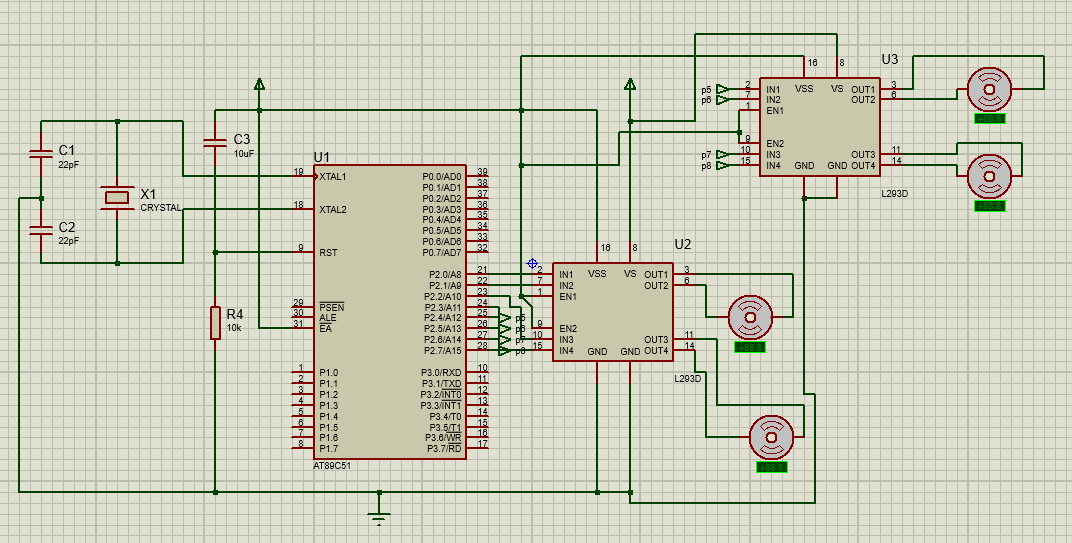 C1
22pF
C2
22pF
X1
CRYSTAL
C3
10uF
R4
10k
U1
19 XTAL1
18 XTAL2
9 RST
29 PSEN
30 ALE
31 EA
1 P1.0
2 P1.1
3 P1.2
4 P1.3
5 P1.4
6 P1.5
7 P1.6
8 P1.7
P0.0/AD0 39
P0.1/AD1 38
P0.2/AD2 37
P0.3/AD3 36
P0.4/AD4 35
P0.5/AD5 34
P0.6/AD6 33
P0.7/AD7 32
P2.0/A8 21
P2.1/A9 22
P2.2/A10 23
P2.3/A11 24
P2.4/A12 25
P2.5/A13 26
P2.6/A14 27
P2.7/A15 28
P3.0/RXD 10
P3.1/TXD 11
P3.2/INT0 12
P3.3/INT1 13
P3.4/T0 14
P3.5/T1 15
P3.6/WR 16
P3.7/RD 17
AT89C51
p5
p7
p8
U2
16 8
2 IN1 VSS VS OUT1 3
7 IN2 OUT2 6
1 EN1
9 EN2
10 IN3 OUT3 11
15 IN4 GND GND OUT4 14
L293D
U3
16 8
p5 2 IN1 VSS VS OUT1 3
p6 7 IN2 OUT2 6
1 EN1
9 EN2
p7 10 IN3 OUT3 11
p8 15 IN4 GND GND OUT4 14
L293D